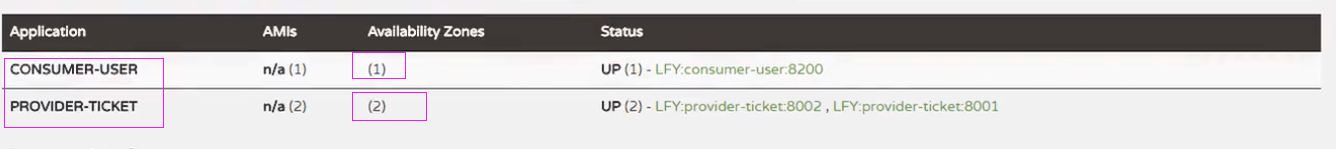 Application AMIs Availability Zones Status
CONSUMER-USER n/a (1) (1) UP (1) - LFY:consumer-user:8200
PROVIDER-TICKET n/a (2) (2) UP (2) - LFY:provider-ticket:8002 , LFY:provider-ticket:8001